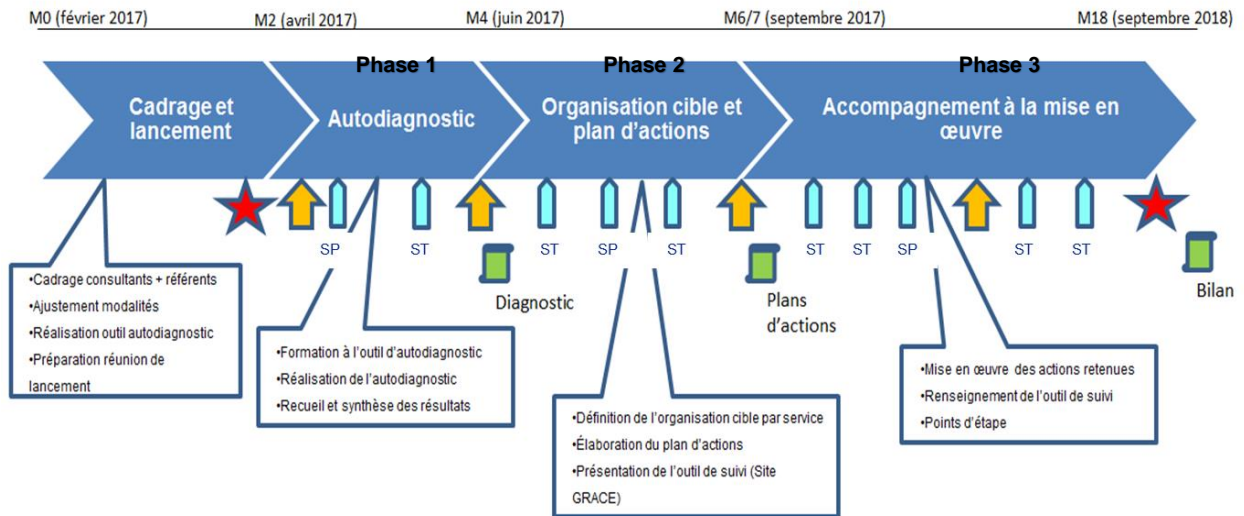 M0 (février 2017)
M2 (avril 2017)
M4 (juin 2017)
M6/7 (septembre 2017)
M18 (septembre 2018)
Phase 1
Phase 2
Phase 3
Cadrage et
lancement
Autodiagnostic
Organisation cible et
plan d'actions
Accompagnement à la mise en
œuvre
SP
ST
ST
SP
ST
ST
ST
SP
ST
ST
Diagnostic
Plans
d'actions
Bilan
•Cadrage consultants + référents
•Ajustement modalités
•Réalisation outil autodiagnostic
•Préparation réunion de
lancement
•Formation à l'outil d'autodiagnostic
•Réalisation de l'autodiagnostic
•Recueil et synthèse des résultats
•Définition de l'organisation cible par service
•Élaboration du plan d'actions
•Présentation de l'outil de suivi (Site
GRACE)
•Mise en œuvre des actions retenues
•Renseignement de l'outil de suivi
•Points d'étape